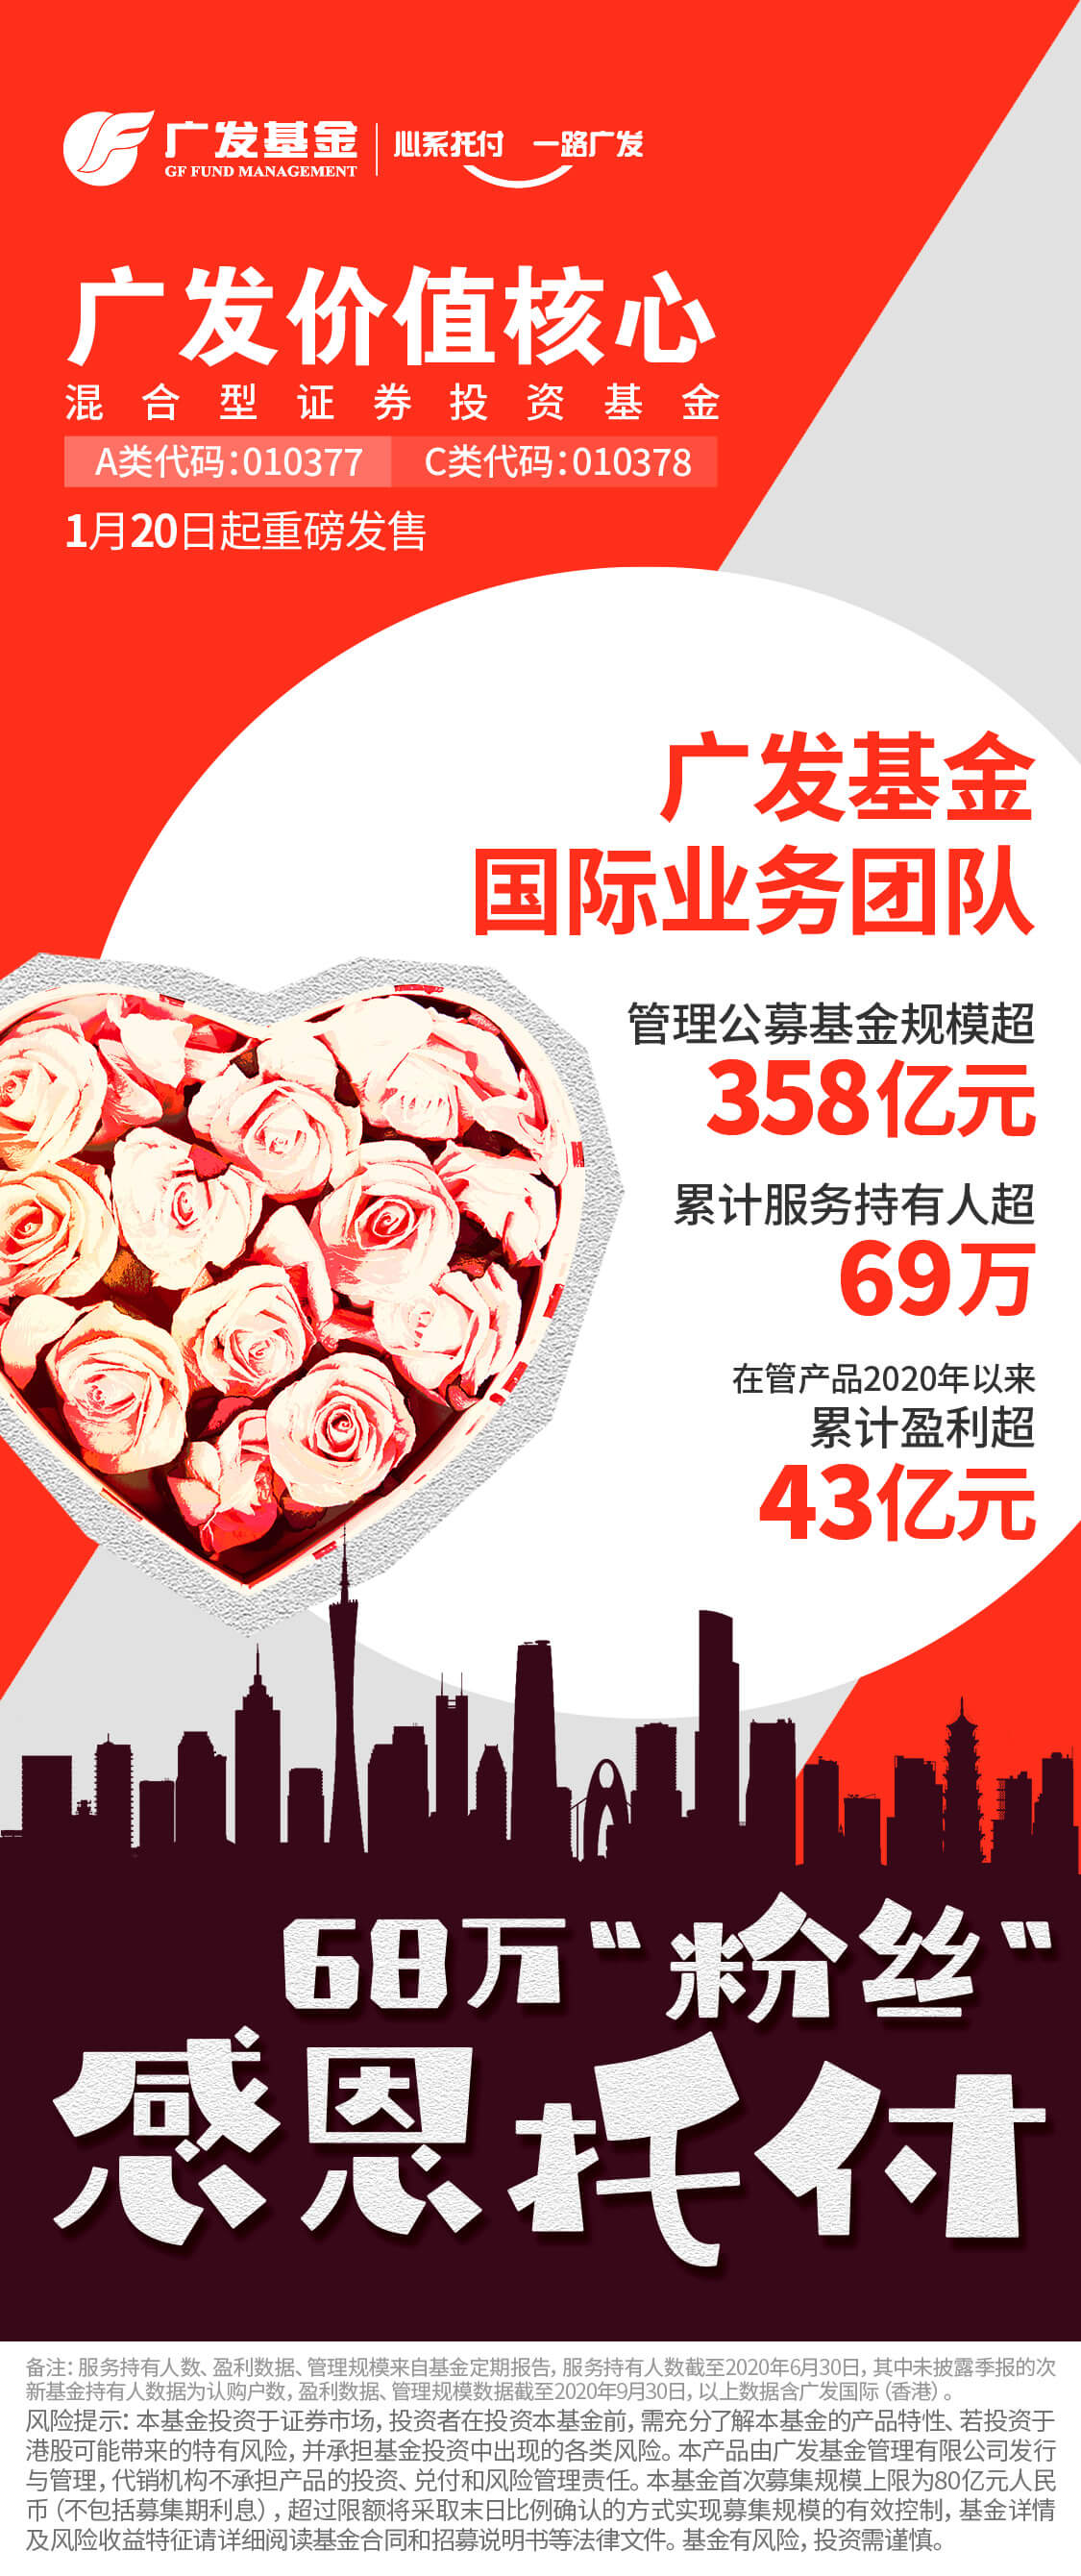 广发基金
GF FUND MANAGEMENT
心系托付 一路广发
广发价值核心
混合型证券投资基金
A类代码：010377 C类代码：010378
1月20日起重磅发售
广发基金
国际业务团队
管理公募基金规模超
358亿元
累计服务持有人超
69万
在管产品2020年以来
累计盈利超
43亿元
68万“粉丝”
感恩托付
备注：服务持有人数、盈利数据、管理规模来自基金定期报告，服务持有人数截至2020年6月30日，其中未披露季报的次
新基金持有人数据为认购户数，盈利数据、管理规模数据截至2020年9月30日，以上数据含广发国际（香港）。
风险提示：本基金投资于证券市场，投资者在投资本基金前，需充分了解本基金的产品特性、若投资于
港股可能带来的特有风险，并承担基金投资中出现的各类风险。本产品由广发基金管理有限公司发行
与管理，代销机构不承担产品的投资、兑付和风险管理责任。本基金首次募集规模上限为80亿元人民
币（不包括募集期利息），超过限额将采取末日比例确认的方式实现募集规模的有效控制，基金详情
及风险收益特征请详细阅读基金合同和招募说明书等法律文件。基金有风险，投资需谨慎。